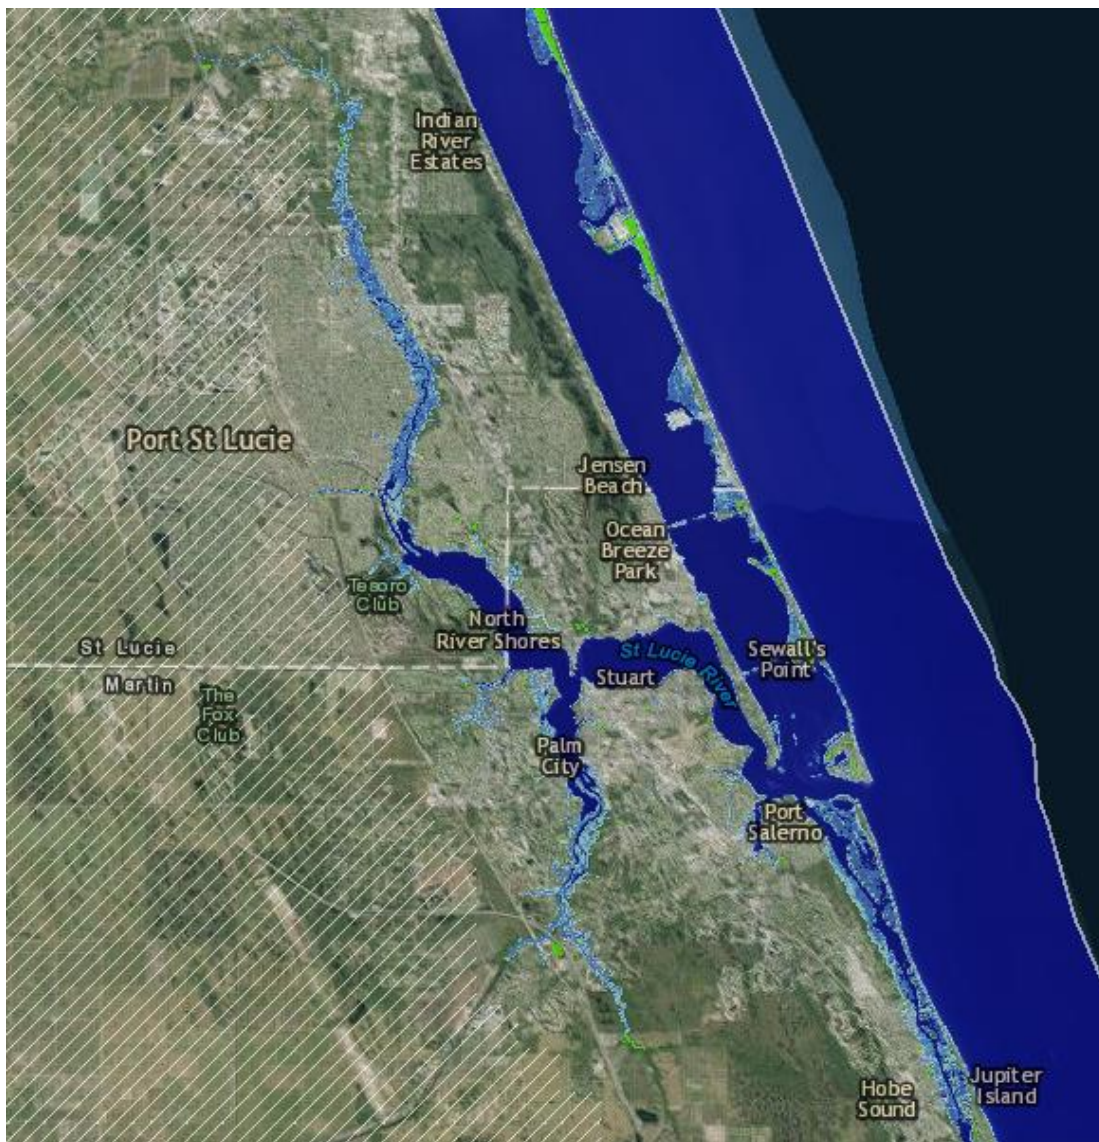 Indian
River
Estates
Port St Lucie
Jensen
Beach
Ocean
Breeze
Park
Tesoro
Club
North
River Shores
St Lucie
Martin
St Lucie River
Sewall's
Point
Stuart
The
Fox
Club
Palm
City
Port
Salerno
Hobe
Sound
Jupiter
Island